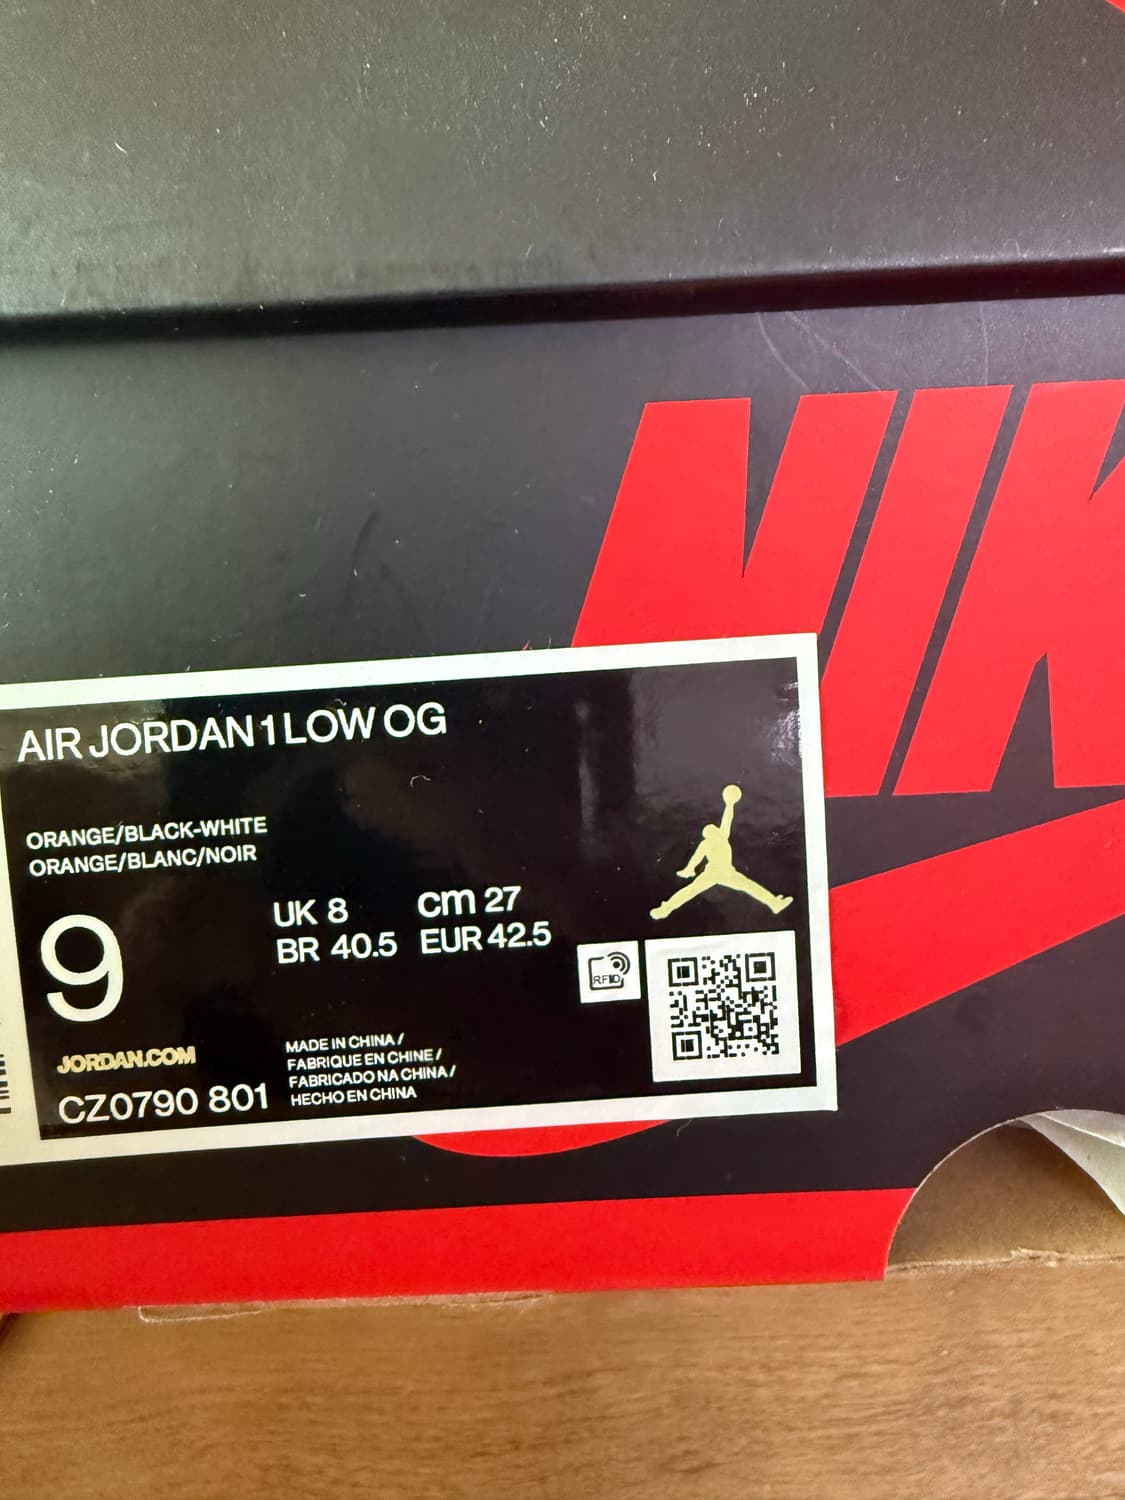 NIK
AIR JORDAN 1 LOW OG
ORANGE/BLACK-WHITE
ORANGE/BLANC/NOIR
9
UK 8 cm 27
BR 40.5 EUR 42.5
RFID
JORDAN.COM
CZ0790 801
MADE IN CHINA /
FABRIQUE EN CHINE /
FABRICADO NA CHINA /
HECHO EN CHINA